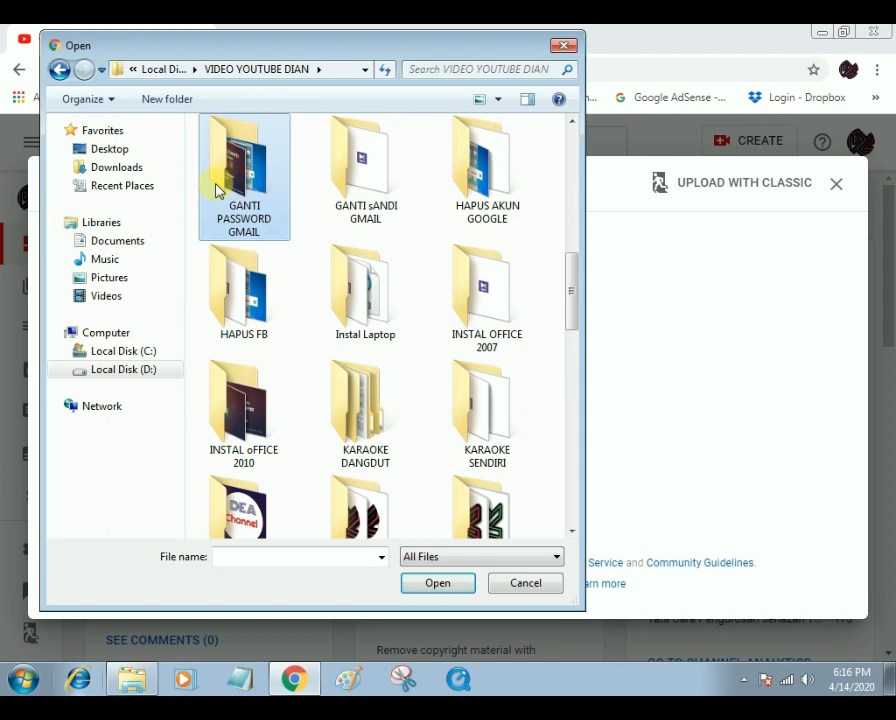 Open
Local Di...
VIDEO YOUTUBE DIAN
Search VIDEO YOUTUBE DIAN
Organize
New folder
Google AdSense -...
Login - Dropbox
CREATE
UPLOAD WITH CLASSIC
Favorites
Desktop
Downloads
Recent Places
Libraries
Documents
Music
Pictures
Videos
Computer
Local Disk (C:)
Local Disk (D:)
Network
GANTI
PASSWORD
GMAIL
GANTI sANDI
GMAIL
HAPUS AKUN
GOOGLE
HAPUS FB
Instal Laptop
INSTAL OFFICE
2007
INSTAL oFFICE
2010
KARAOKE
DANGDUT
KARAOKE
SENDIRI
DEA
Channel
File name:
All Files
Open
Cancel
Service and Community Guidelines.
arn more
SEE COMMENTS (0)
Remove copyright material with
6:16 PM
4/14/2020